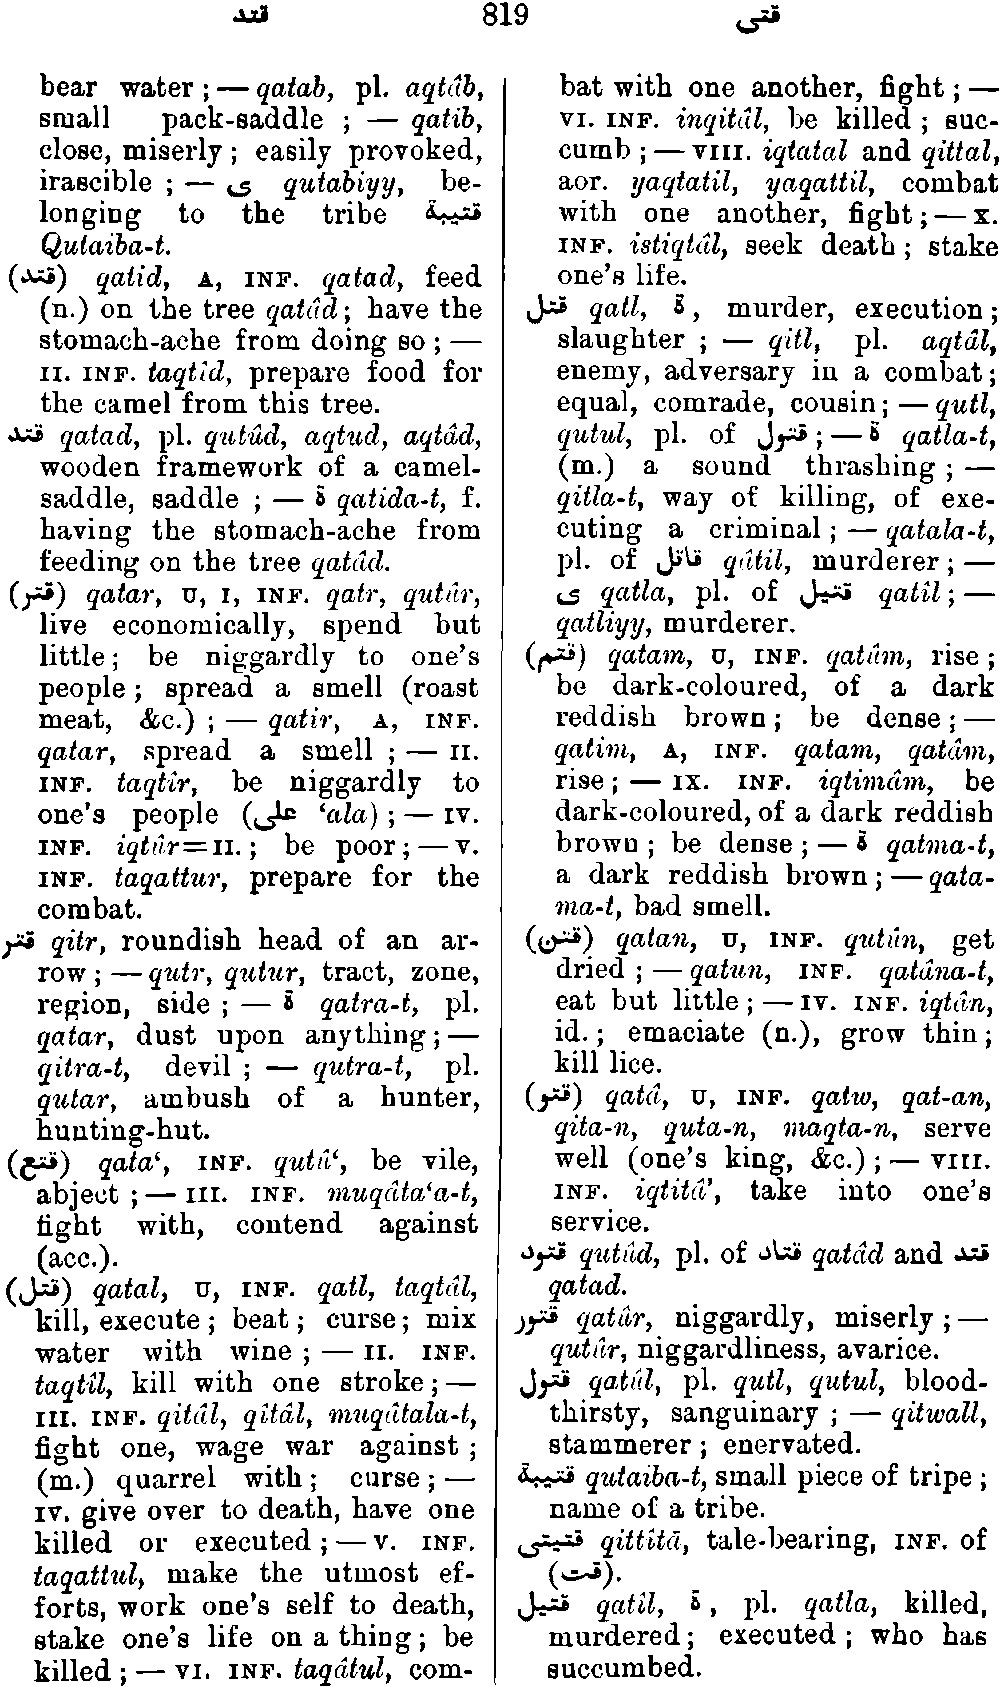 قتد 819 قتى
bear water ; — qatab, pl. aqtâb,
small pack-saddle ; — qatib,
close, miserly ; easily provoked,
irascible ; — ى qutabiyy, be-
longing to the tribe قتيبة
Qutaiba-t.
(قتد) qatid, A, INF. qatad, feed
(n.) on the tree qatâd ; have the
stomach-ache from doing so ; —
II. INF. taqtîd, prepare food for
the camel from this tree.
قتد qatad, pl. qutûd, aqtud, aqtâd,
wooden framework of a camel-
saddle, saddle ; — ة qatida-t, f.
having the stomach-ache from
feeding on the tree qatâd.
(قتر) qatar, U, I, INF. qatr, qutûr,
live economically, spend but
little ; be niggardly to one's
people ; spread a smell (roast
meat, &c.) ; — qatir, A, INF.
qatar, spread a smell ; — II.
INF. taqtîr, be niggardly to
one's people (على ‘ala) ; — IV.
INF. iqtâr=II. ; be poor ; — V.
INF. taqattur, prepare for the
combat.
قتر qitr, roundish head of an ar-
row ; — qutr, qutur, tract, zone,
region, side ; — ة qatra-t, pl.
qatar, dust upon anything ; —
qitra-t, devil ; — qutra-t, pl.
qutar, ambush of a hunter,
hunting-hut.
(قتع) qata‘, INF. qutû‘, be vile,
abject ; — III. INF. muqâta‘a-t,
fight with, contend against
(acc.).
(قتل) qatal, U, INF. qatl, taqtâl,
kill, execute ; beat ; curse ; mix
water with wine ; — II. INF.
taqtîl, kill with one stroke ; —
III. INF. qitâl, qîtâl, muqâtala-t,
fight one, wage war against ;
(m.) quarrel with ; curse ; —
IV. give over to death, have one
killed or executed ; — V. INF.
taqattul, make the utmost ef-
forts, work one's self to death,
stake one's life on a thing ; be
killed ; — VI. INF. taqâtul, com-
bat with one another, fight ; —
VI. INF. inqitâl, be killed ; suc-
cumb ; — VIII. iqtatal and qittal,
aor. yaqtatil, yaqattil, combat
with one another, fight ; — X.
INF. istiqtâl, seek death ; stake
one's life.
قتل qatl, ة, murder, execution ;
slaughter ; — qitl, pl. aqtâl,
enemy, adversary in a combat ;
equal, comrade, cousin ; — qutl,
qutul, pl. of قتول ; — ة qatla-t,
(m.) a sound thrashing ; —
qitla-t, way of killing, of exe-
cuting a criminal ; — qatala-t,
pl. of قاتل qâtil, murderer ; —
ى qatla, pl. of قتيل qatîl ; —
qatliyy, murderer.
(قتم) qatam, U, INF. qatûm, rise ;
be dark-coloured, of a dark
reddish brown ; be dense ; —
qatim, A, INF. qatam, qatâm,
rise ; — IX. INF. iqtimâm, be
dark-coloured, of a dark reddish
brown ; be dense ; — ة qatma-t,
a dark reddish brown ; — qata-
ma-t, bad smell.
(قتن) qatan, U, INF. qutûn, get
dried ; — qatun, INF. qatâna-t,
eat but little ; — IV. INF. iqtân,
id. ; emaciate (n.), grow thin ;
kill lice.
(قتو) qatâ, U, INF. qatw, qat-an,
qita-n, quta-n, maqta-n, serve
well (one's king, &c.) ; — VIII.
INF. iqtitâ’, take into one's
service.
قتود qutûd, pl. of قتاد qatâd and قتد
qatad.
قتور qatûr, niggardly, miserly ; —
qutûr, niggardliness, avarice.
قتول qatûl, pl. qutl, qutul, blood-
thirsty, sanguinary ; — qitwall,
stammerer ; enervated.
قتيبة qutaiba-t, small piece of tripe ;
name of a tribe.
قتيتى qittîtā, tale-bearing, INF. of
(قت).
قتيل qatîl, ة, pl. qatla, killed,
murdered ; executed ; who has
succumbed.